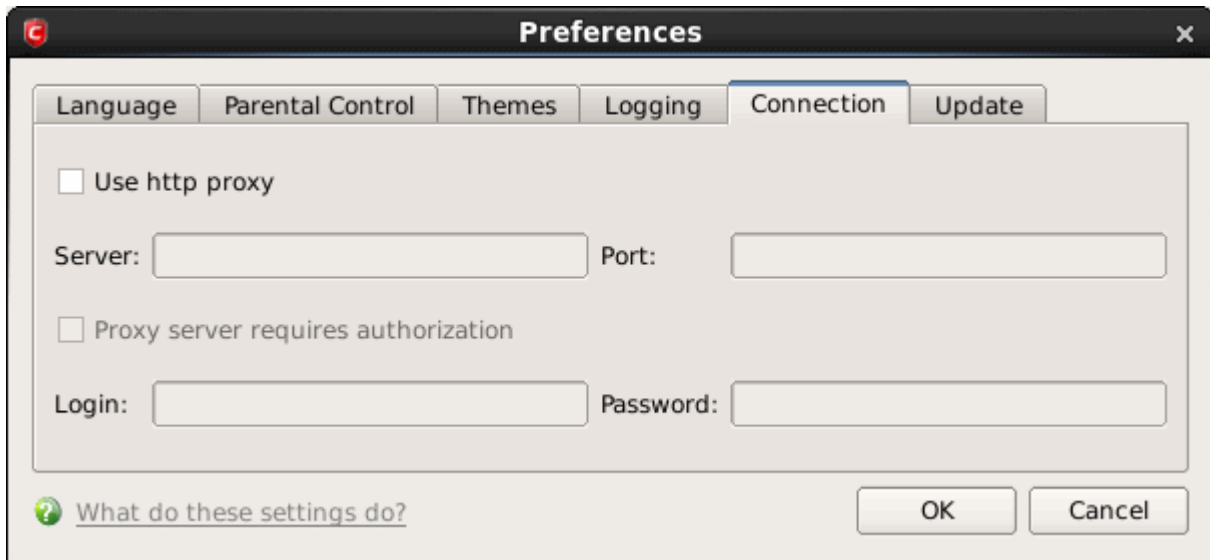 Preferences
Language Parental Control Themes Logging Connection Update
Use http proxy
Server: Port:
Proxy server requires authorization
Login: Password:
What do these settings do? OK Cancel